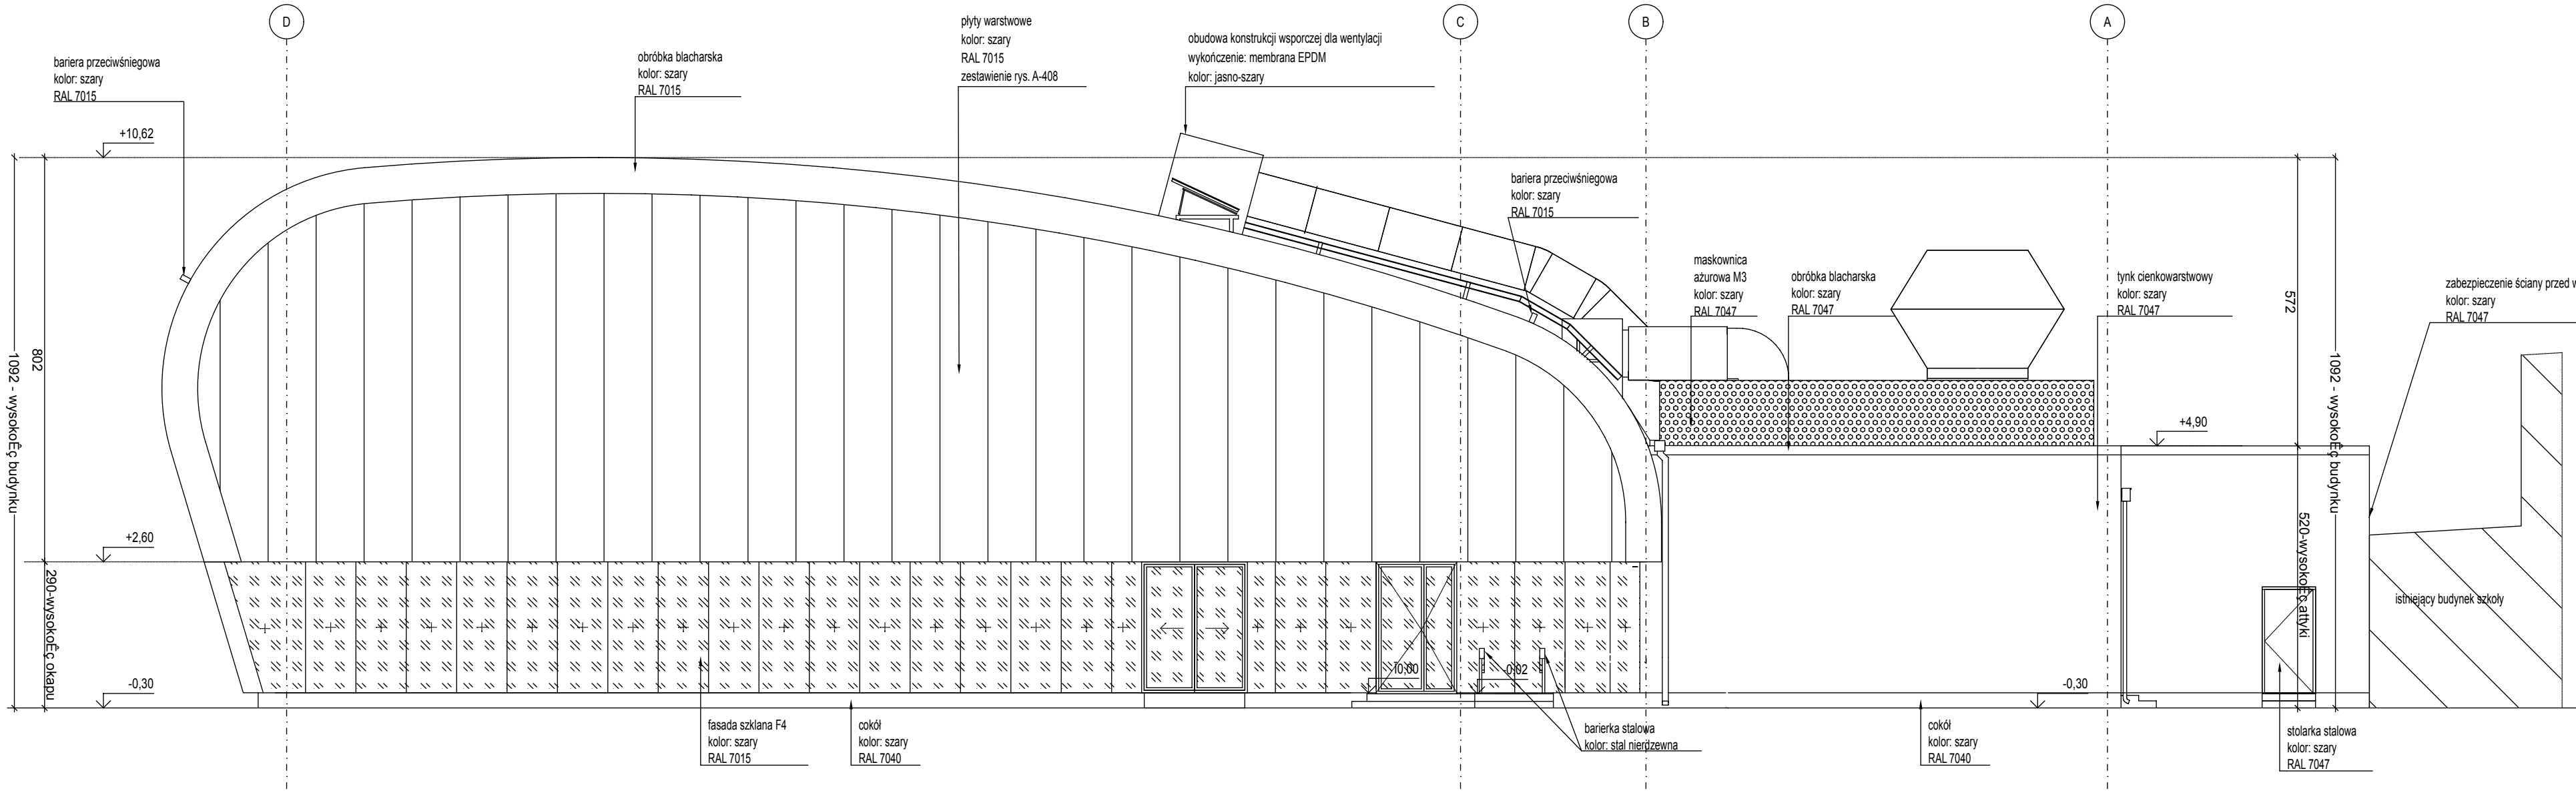 D
C
B
A
bariera przeciwśniegowa
kolor: szary
RAL 7015
obróbka blacharska
kolor: szary
RAL 7015
płyty warstwowe
kolor: szary
RAL 7015
zestawienie rys. A-408
obudowa konstrukcji wsporczej dla wentylacji
wykończenie: membrana EPDM
kolor: jasno-szary
bariera przeciwśniegowa
kolor: szary
RAL 7015
maskownica
ażurowa M3
kolor: szary
RAL 7047
obróbka blacharska
kolor: szary
RAL 7047
tynk cienkowarstwowy
kolor: szary
RAL 7047
zabezpieczenie ściany przed w
kolor: szary
RAL 7047
+10,62
+2,60
-0,30
802
1092 - wysokoÊç budynku
290-wysokoÊç okapu
572
1092 - wysokoÊç budynku
520-wysokoÊç attyki
+4,90
-0,30
0,00
-0,02
istniejący budynek szkoły
fasada szklana F4
kolor: szary
RAL 7015
cokół
kolor: szary
RAL 7040
barierka stalowa
kolor: stal nierdzewna
cokół
kolor: szary
RAL 7040
stolarka stalowa
kolor: szary
RAL 7047